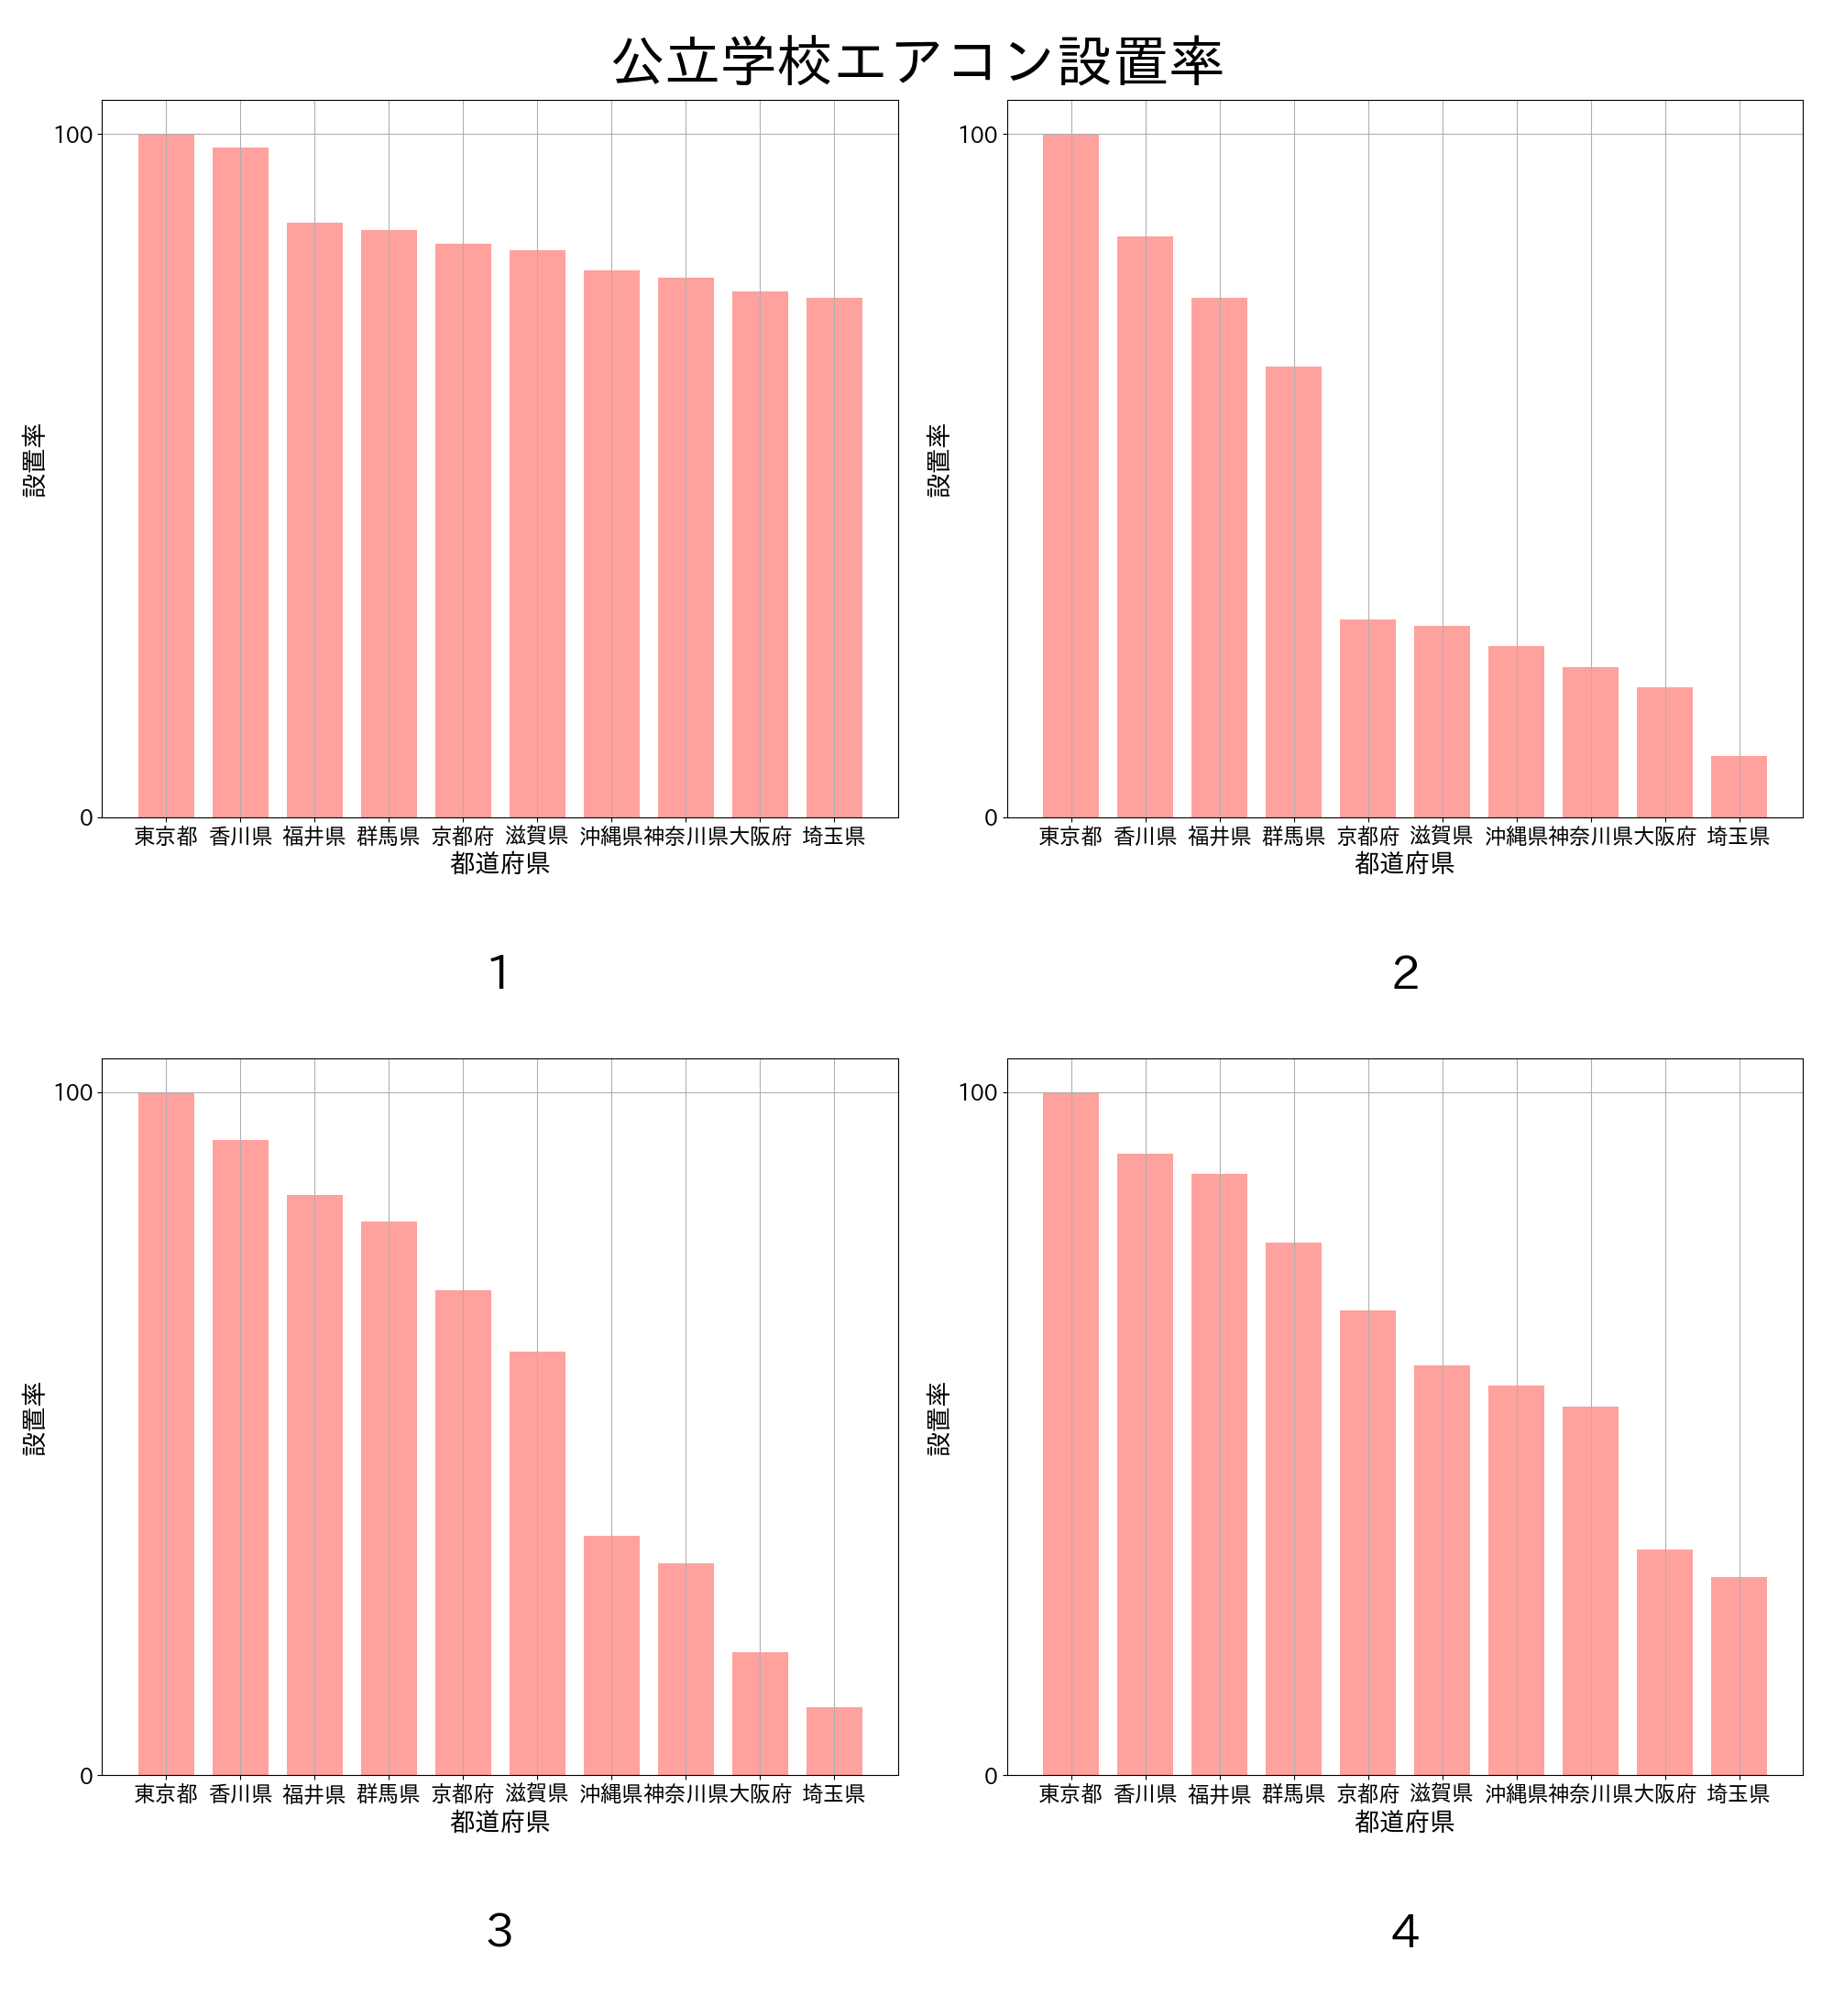 公立学校エアコン設置率
100
0
設置率
東京都 香川県 福井県 群馬県 京都府 滋賀県 沖縄県 神奈川県 大阪府 埼玉県
都道府県
1
100
0
設置率
東京都 香川県 福井県 群馬県 京都府 滋賀県 沖縄県 神奈川県 大阪府 埼玉県
都道府県
2
100
0
設置率
東京都 香川県 福井県 群馬県 京都府 滋賀県 沖縄県 神奈川県 大阪府 埼玉県
都道府県
3
100
0
設置率
東京都 香川県 福井県 群馬県 京都府 滋賀県 沖縄県 神奈川県 大阪府 埼玉県
都道府県
4